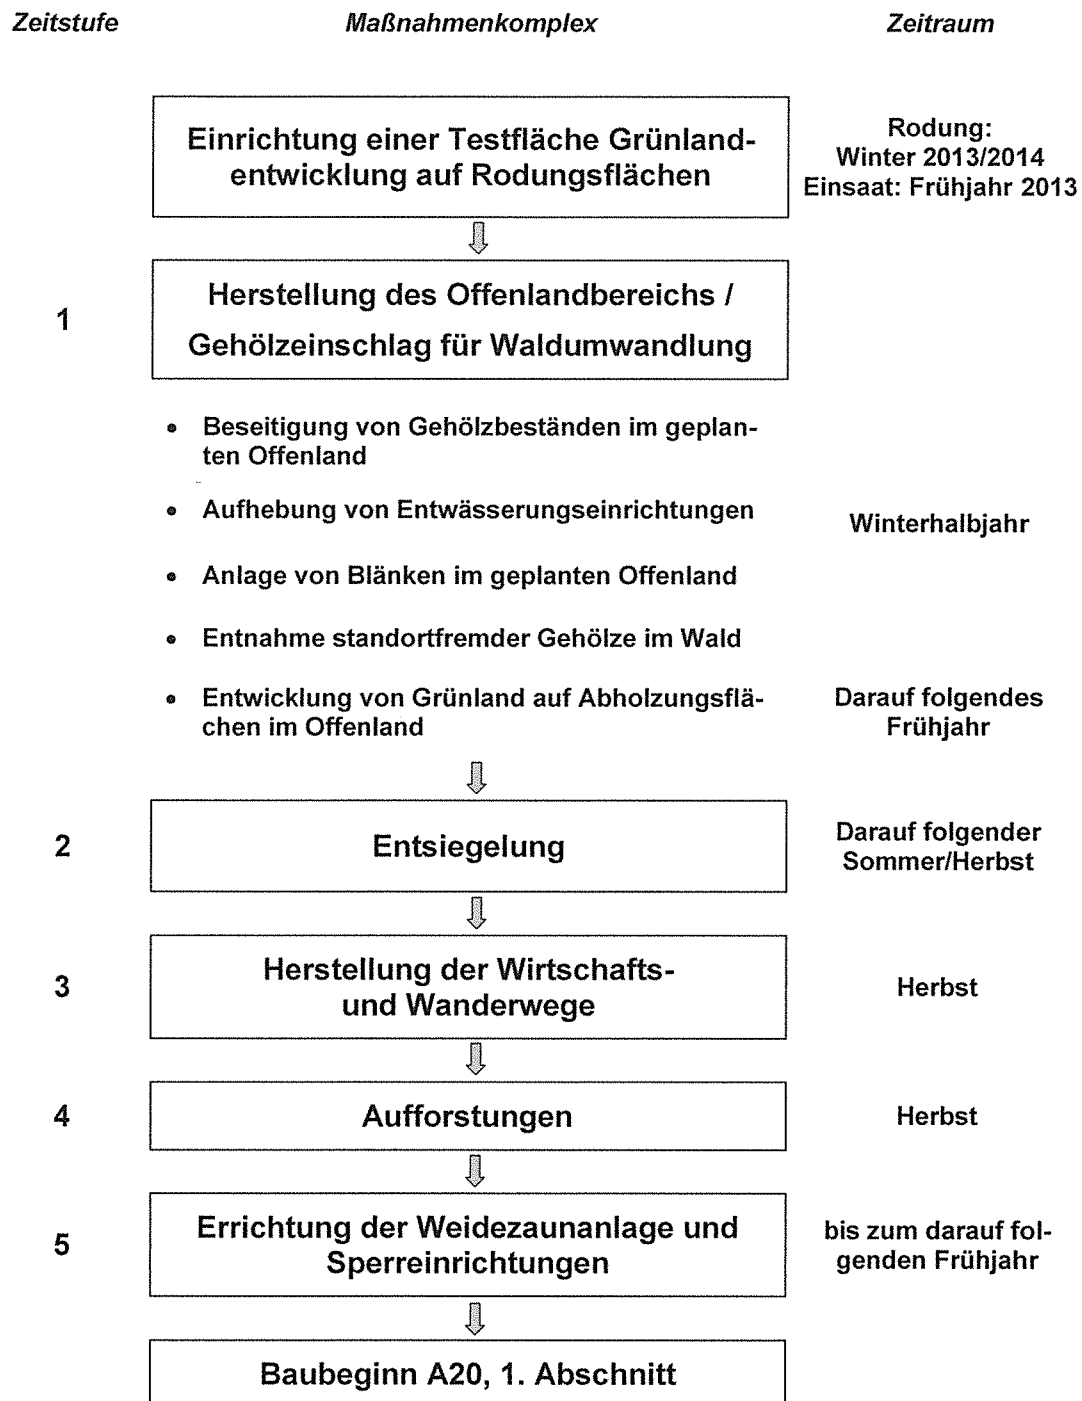 Zeitstufe Maßnahmenkomplex Zeitraum
Einrichtung einer Testfläche Grünland-
entwicklung auf Rodungsflächen
Rodung:
Winter 2013/2014
Einsaat: Frühjahr 2013
1
Herstellung des Offenlandbereichs /
Gehölzeinschlag für Waldumwandlung
• Beseitigung von Gehölzbeständen im geplan-
ten Offenland
• Aufhebung von Entwässerungseinrichtungen
• Anlage von Blänken im geplanten Offenland
• Entnahme standortfremder Gehölze im Wald
Winterhalbjahr
• Entwicklung von Grünland auf Abholzungsflä-
chen im Offenland
Darauf folgendes
Frühjahr
2
Entsiegelung
Darauf folgender
Sommer/Herbst
3
Herstellung der Wirtschafts-
und Wanderwege
Herbst
4
Aufforstungen
Herbst
5
Errichtung der Weidezaunanlage und
Sperreinrichtungen
bis zum darauf fol-
genden Frühjahr
Baubeginn A20, 1. Abschnitt